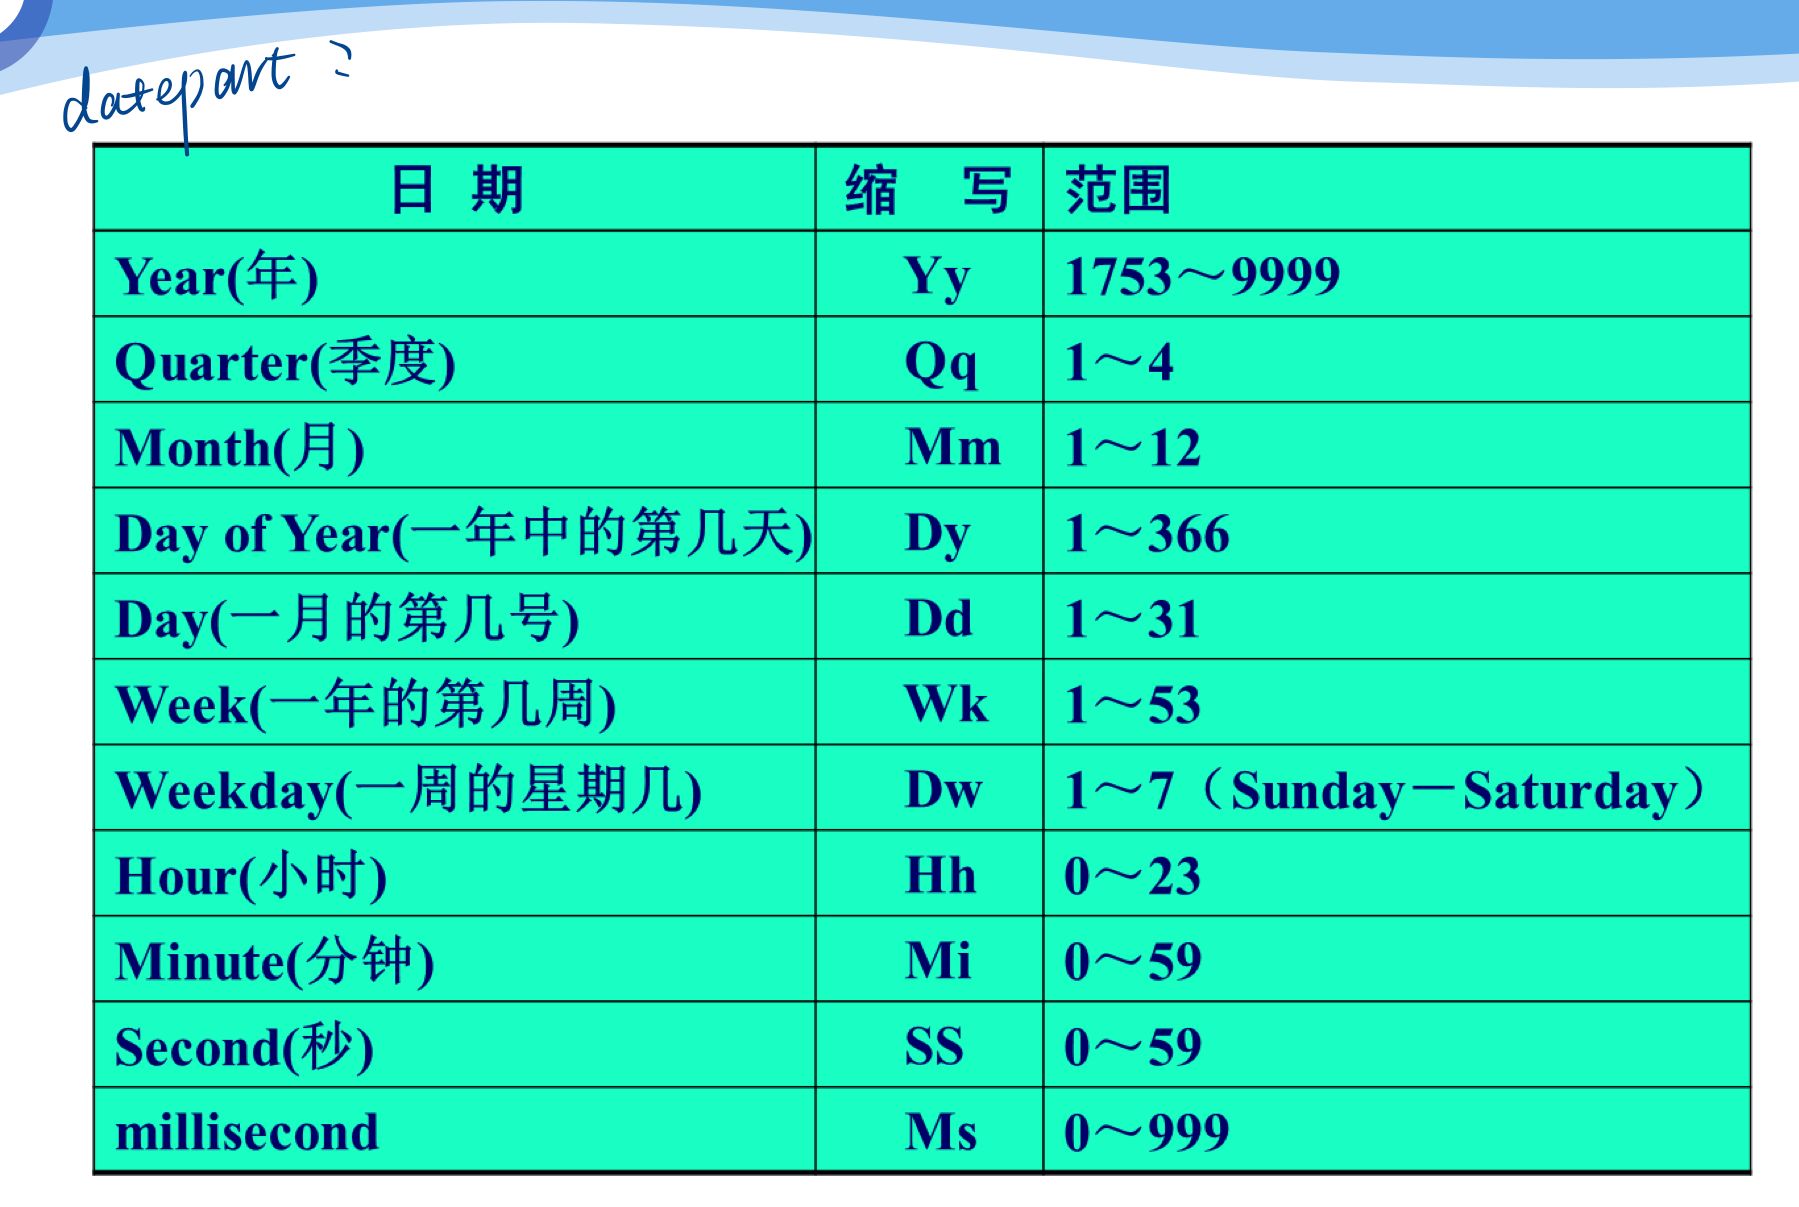 datepart:
日 期 缩 写 范围
Year(年) Yy 1753～9999
Quarter(季度) Qq 1～4
Month(月) Mm 1～12
Day of Year(一年中的第几天) Dy 1～366
Day(一月的第几号) Dd 1～31
Week(一年的第几周) Wk 1～53
Weekday(一周的星期几) Dw 1～7（Sunday－Saturday）
Hour(小时) Hh 0～23
Minute(分钟) Mi 0～59
Second(秒) SS 0～59
millisecond Ms 0～999